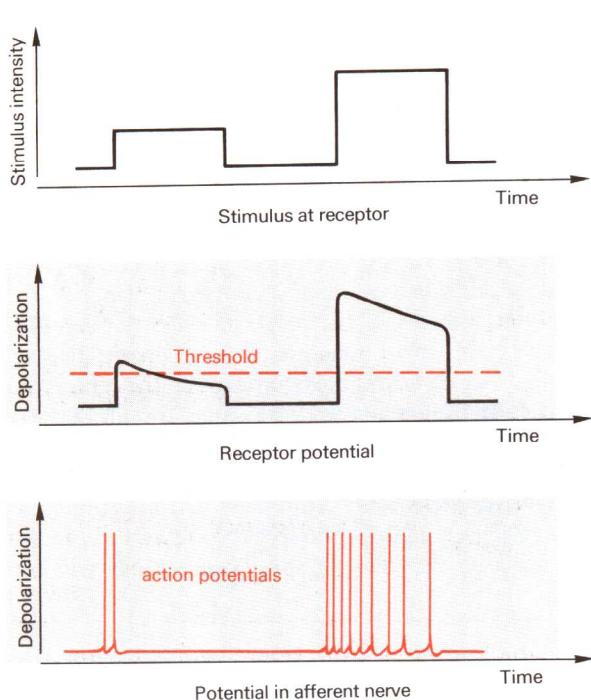 Stimulus intensity
Time
Stimulus at receptor
Depolarization
Threshold
Time
Receptor potential
Depolarization
action potentials
Time
Potential in afferent nerve